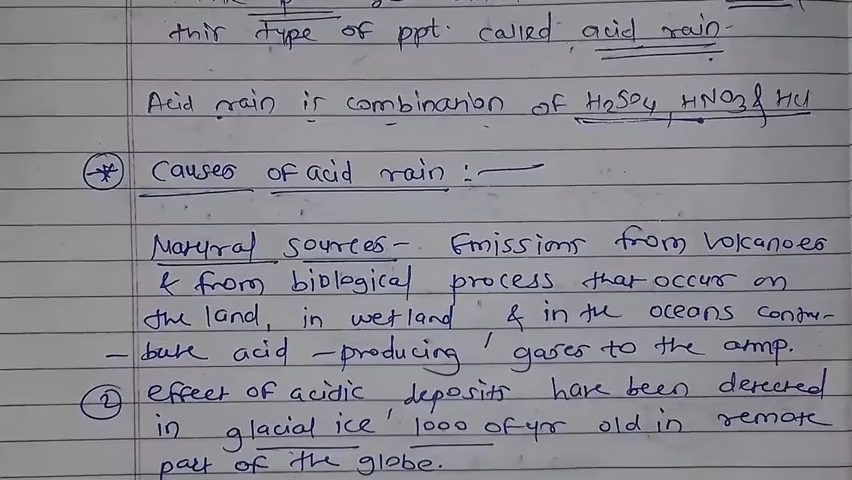 this Type of ppt. called acid rain-
Acid rain is combination of H2SO4, HNO3 & HCl
* Causes of acid rain :—
Natural sources - Emissions from volcanoes
& from biological process that occur on
the land, in wetland & in the oceans contri-
- bute acid - producing gases to the atmp.
② effect of acidic deposits have been detected
in glacial ice 1000 of yr old in remote
part of the globe.